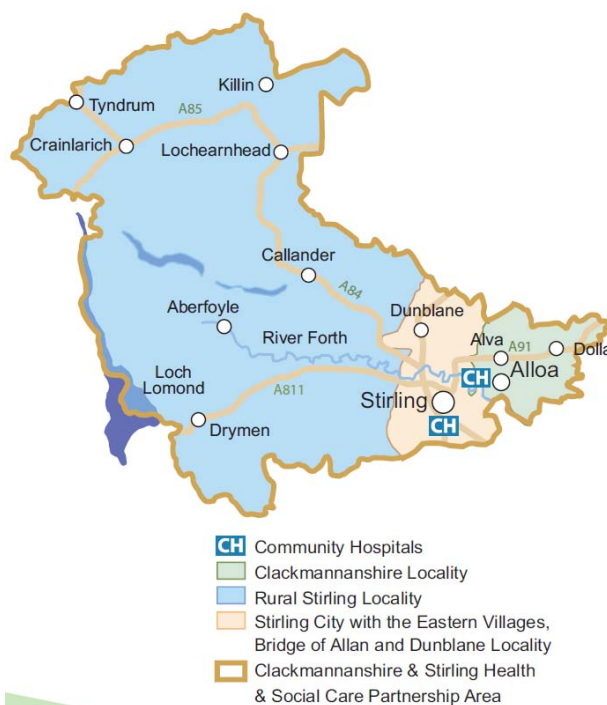 Killin
Tyndrum
A85
Crainlarich
Lochearnhead
Callander
A84
Dunblane
Aberfoyle
River Forth
Alva
A91
Dolla
Loch
Lomond
CH
Alloa
A811
Stirling
Drymen
CH
CH Community Hospitals
Clackmannanshire Locality
Rural Stirling Locality
Stirling City with the Eastern Villages,
Bridge of Allan and Dunblane Locality
Clackmannanshire & Stirling Health
& Social Care Partnership Area